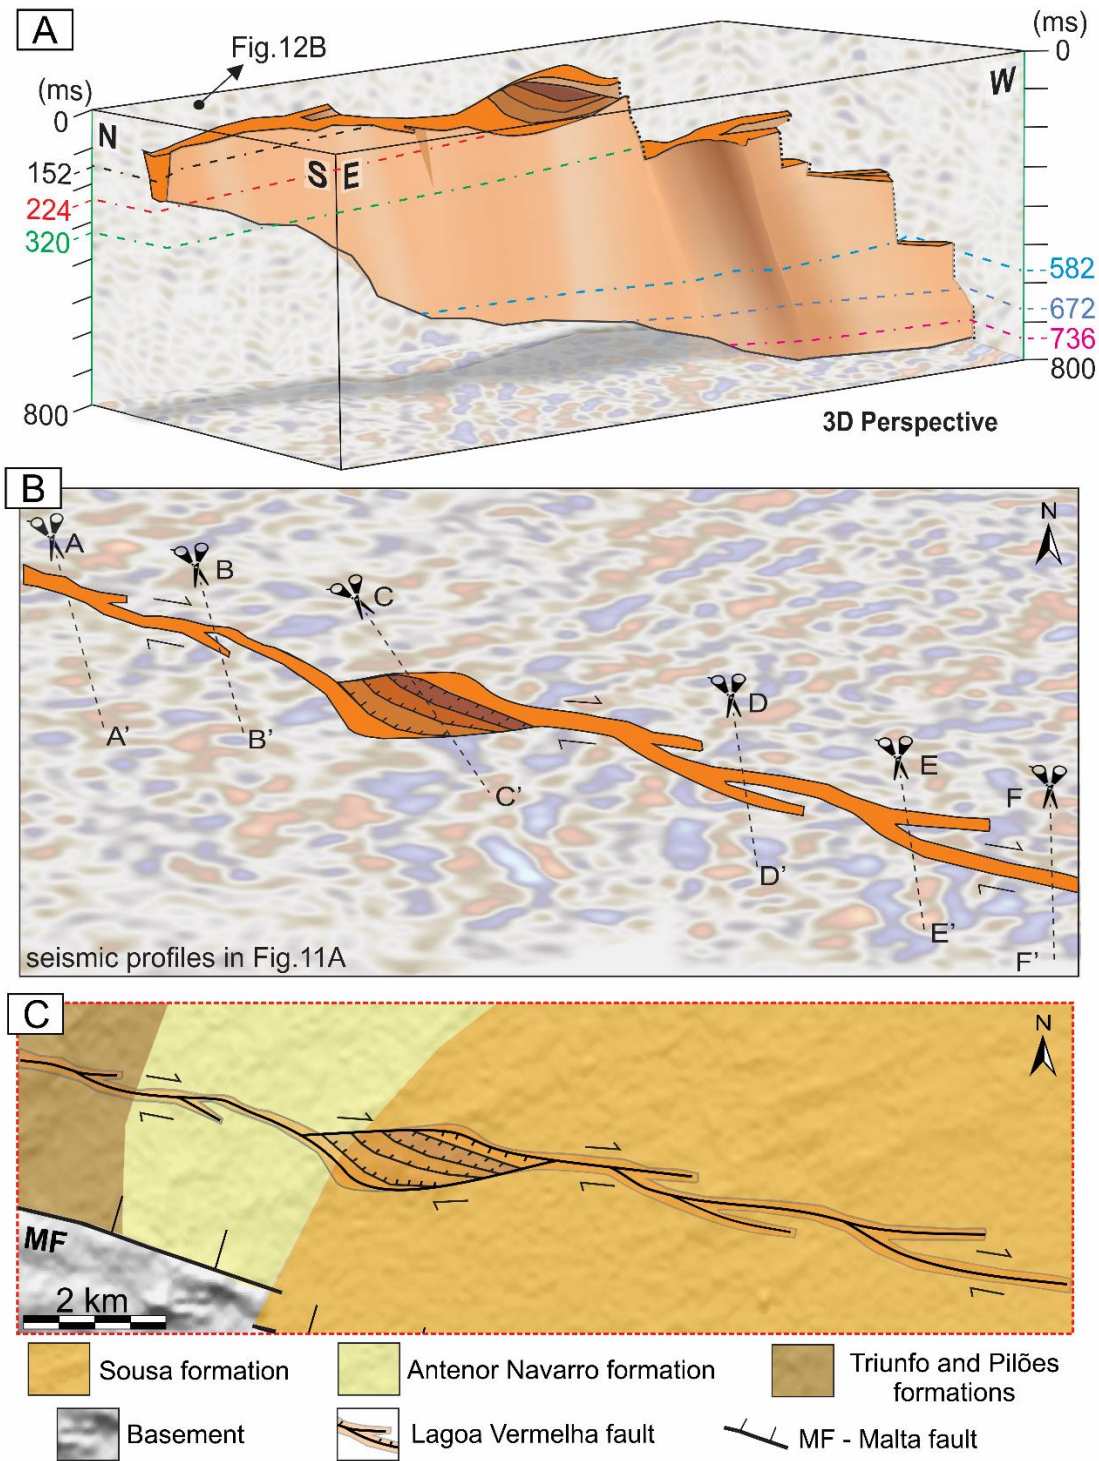 A
Fig.12B
(ms)
(ms)
0
0
N
W
152
S E
224
320
582
672
736
800
800
3D Perspective
B
N
A
B
C
D
E
F
A'
B'
C'
D'
E'
F'
seismic profiles in Fig.11A
C
N
MF
2 km
Sousa formation
Antenor Navarro formation
Triunfo and Pilões
formations
Basement
Lagoa Vermelha fault
MF - Malta fault